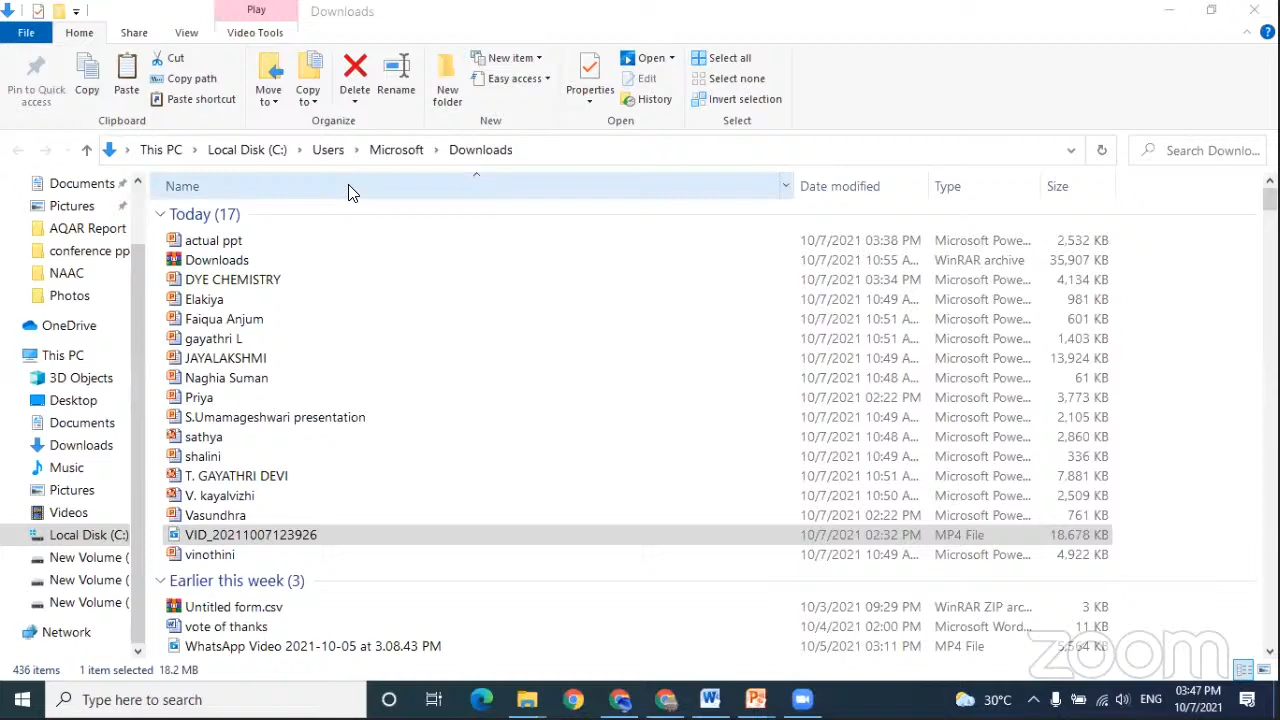 Play
Downloads
File
Home
Share
View
Video Tools
Pin to Quick access
Copy
Paste
Cut
Copy path
Paste shortcut
Move to
Copy to
Delete
Rename
New folder
New item
Easy access
Properties
Open
Edit
History
Select all
Select none
Invert selection
Clipboard
Organize
New
Open
Select
This PC > Local Disk (C:) > Users > Microsoft > Downloads
Search Downlo...
Name Date modified Type Size
Documents
Pictures
AQAR Report
conference pp
NAAC
Photos
OneDrive
This PC
3D Objects
Desktop
Documents
Downloads
Music
Pictures
Videos
Local Disk (C:)
New Volume (
New Volume (
New Volume (
Network
Today (17)
actual ppt 10/7/2021 03:38 PM Microsoft Powe... 2,532 KB
Downloads 10/7/2021 10:55 A... WinRAR archive 35,907 KB
DYE CHEMISTRY 10/7/2021 03:34 PM Microsoft Powe... 4,134 KB
Elakiya 10/7/2021 10:49 A... Microsoft Powe... 981 KB
Faiqua Anjum 10/7/2021 10:51 A... Microsoft Powe... 601 KB
gayathri L 10/7/2021 10:51 A... Microsoft Powe... 1,403 KB
JAYALAKSHMI 10/7/2021 10:49 A... Microsoft Powe... 13,924 KB
Naghia Suman 10/7/2021 10:48 A... Microsoft Powe... 61 KB
Priya 10/7/2021 02:22 PM Microsoft Powe... 3,773 KB
S.Umamageshwari presentation 10/7/2021 10:49 A... Microsoft Powe... 2,105 KB
sathya 10/7/2021 10:48 A... Microsoft Powe... 2,860 KB
shalini 10/7/2021 10:49 A... Microsoft Powe... 336 KB
T. GAYATHRI DEVI 10/7/2021 10:51 A... Microsoft Powe... 7,881 KB
V. kayalvizhi 10/7/2021 10:50 A... Microsoft Powe... 2,509 KB
Vasundhra 10/7/2021 02:22 PM Microsoft Powe... 761 KB
VID_20211007123926 10/7/2021 02:32 PM MP4 File 18,678 KB
vinothini 10/7/2021 10:49 A... Microsoft Powe... 4,922 KB
Earlier this week (3)
Untitled form.csv 10/3/2021 09:29 PM WinRAR ZIP arc... 3 KB
vote of thanks 10/4/2021 02:00 PM Microsoft Word... 11 KB
WhatsApp Video 2021-10-05 at 3.08.43 PM 10/5/2021 03:11 PM MP4 File 5,564 KB
zoom
436 items 1 item selected 18.2 MB
Type here to search
30°C
ENG
03:47 PM
10/7/2021